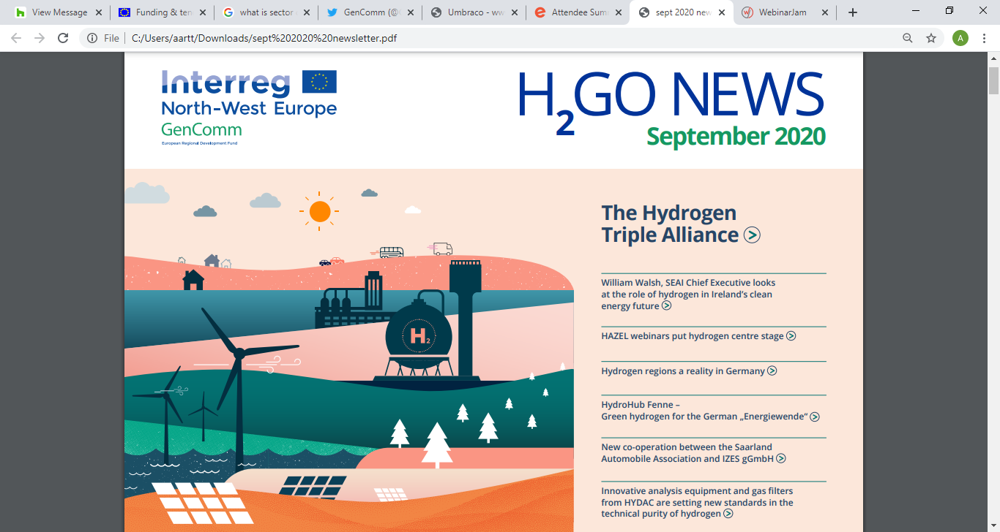 View Message
Funding & ten
what is sector
GenComm (@
Umbraco - ww
Attendee Sum
sept 2020 new
WebinarJam
File
C:/Users/aartt/Downloads/sept%202020%20newsletter.pdf
A
Interreg
North-West Europe
GenComm
European Regional Development Fund
H₂GO NEWS
September 2020
The Hydrogen
Triple Alliance
William Walsh, SEAI Chief Executive looks
at the role of hydrogen in Ireland's clean
energy future
HAZEL webinars put hydrogen centre stage
Hydrogen regions a reality in Germany
HydroHub Fenne –
Green hydrogen for the German „Energiewende“
New co-operation between the Saarland
Automobile Association and IZES gGmbH
Innovative analysis equipment and gas filters
from HYDAC are setting new standards in the
technical purity of hydrogen
H₂